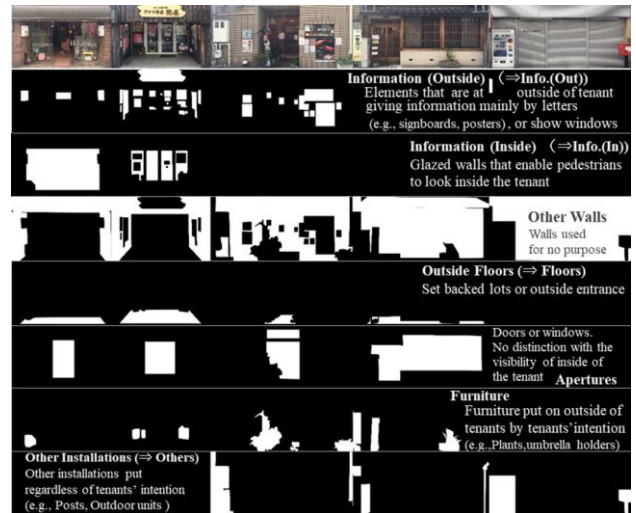 Information (Outside) (⇒Info.(Out))
Elements that are at outside of tenant
giving information mainly by letters
(e.g., signboards, posters), or show windows
Information (Inside) (⇒Info.(In))
Glazed walls that enable pedestrians
to look inside the tenant
Other Walls
Walls used
for no purpose
Outside Floors (⇒ Floors)
Set backed lots or outside entrance
Doors or windows.
No distinction with the
visibility of inside of
the tenant Apertures
Furniture
Furniture put on outside of
tenants by tenants'intention
(e.g.,Plants,umbrella holders)
Other Installations (⇒ Others)
Other installations put
regardless of tenants' intention
(e.g., Posts, Outdoor units )